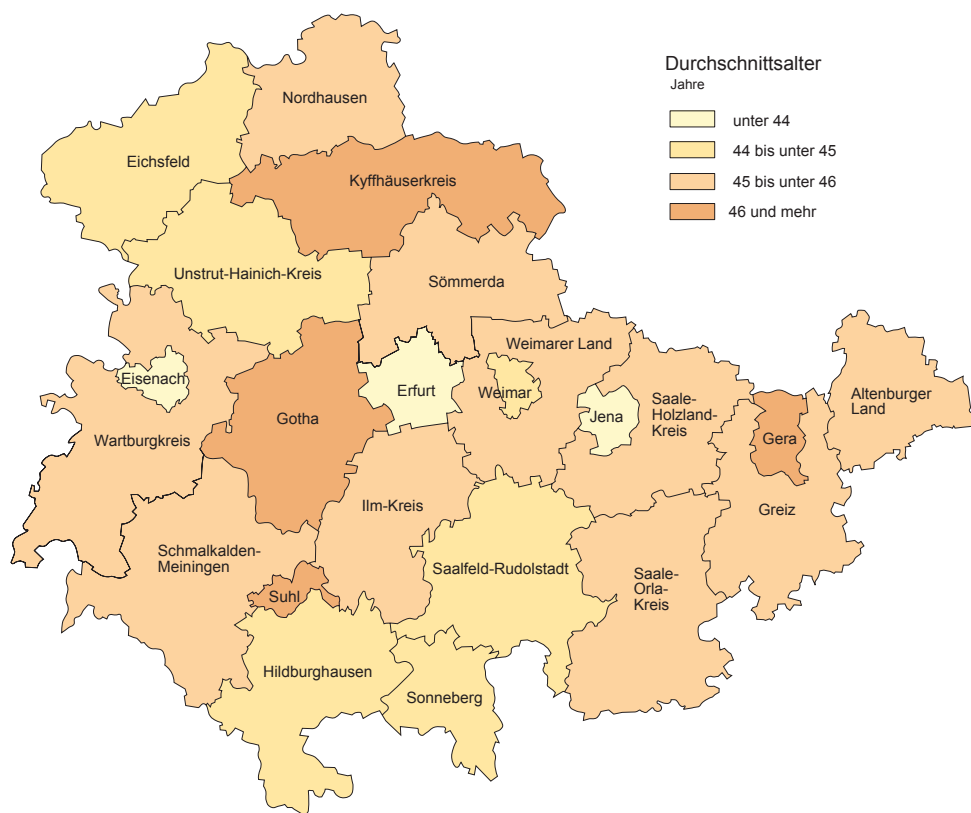 Durchschnittsalter
Jahre
unter 44
44 bis unter 45
45 bis unter 46
46 und mehr
Nordhausen
Eichsfeld
Kyffhäuserkreis
Unstrut-Hainich-Kreis
Sömmerda
Weimarer Land
Eisenach
Erfurt
Weimar
Jena
Saale-
Holzland-
Kreis
Altenburger
Land
Wartburgkreis
Gotha
Gera
Ilm-Kreis
Greiz
Schmalkalden-
Meiningen
Suhl
Saalfeld-Rudolstadt
Saale-
Orla-
Kreis
Hildburghausen
Sonneberg